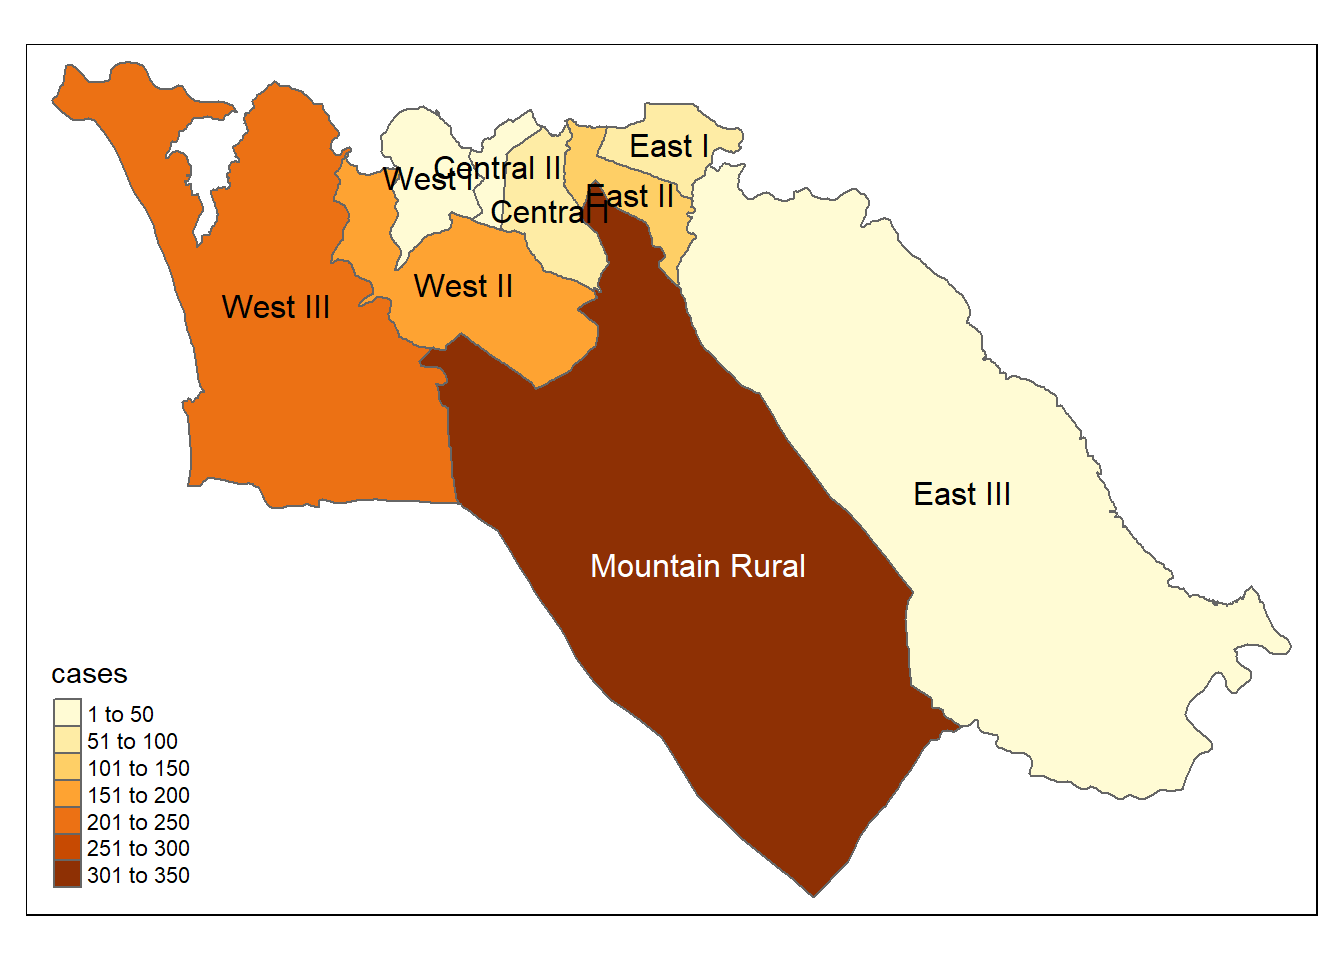 East I
Central II
West I
East II
Central I
West II
West III
East III
Mountain Rural
cases
1 to 50
51 to 100
101 to 150
151 to 200
201 to 250
251 to 300
301 to 350